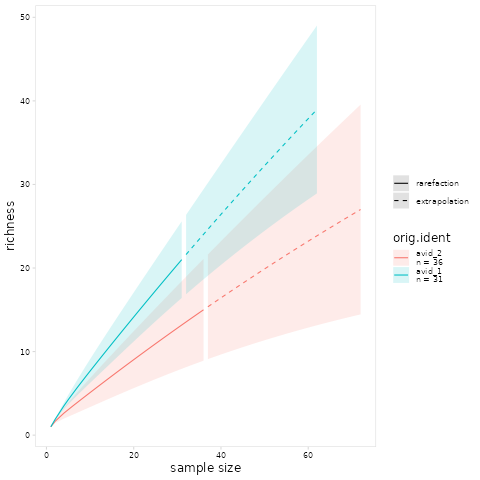 50
40
30
20
10
0
richness
0
20
40
60
sample size
rarefaction
extrapolation
orig.ident
avid_2
n = 36
avid_1
n = 31